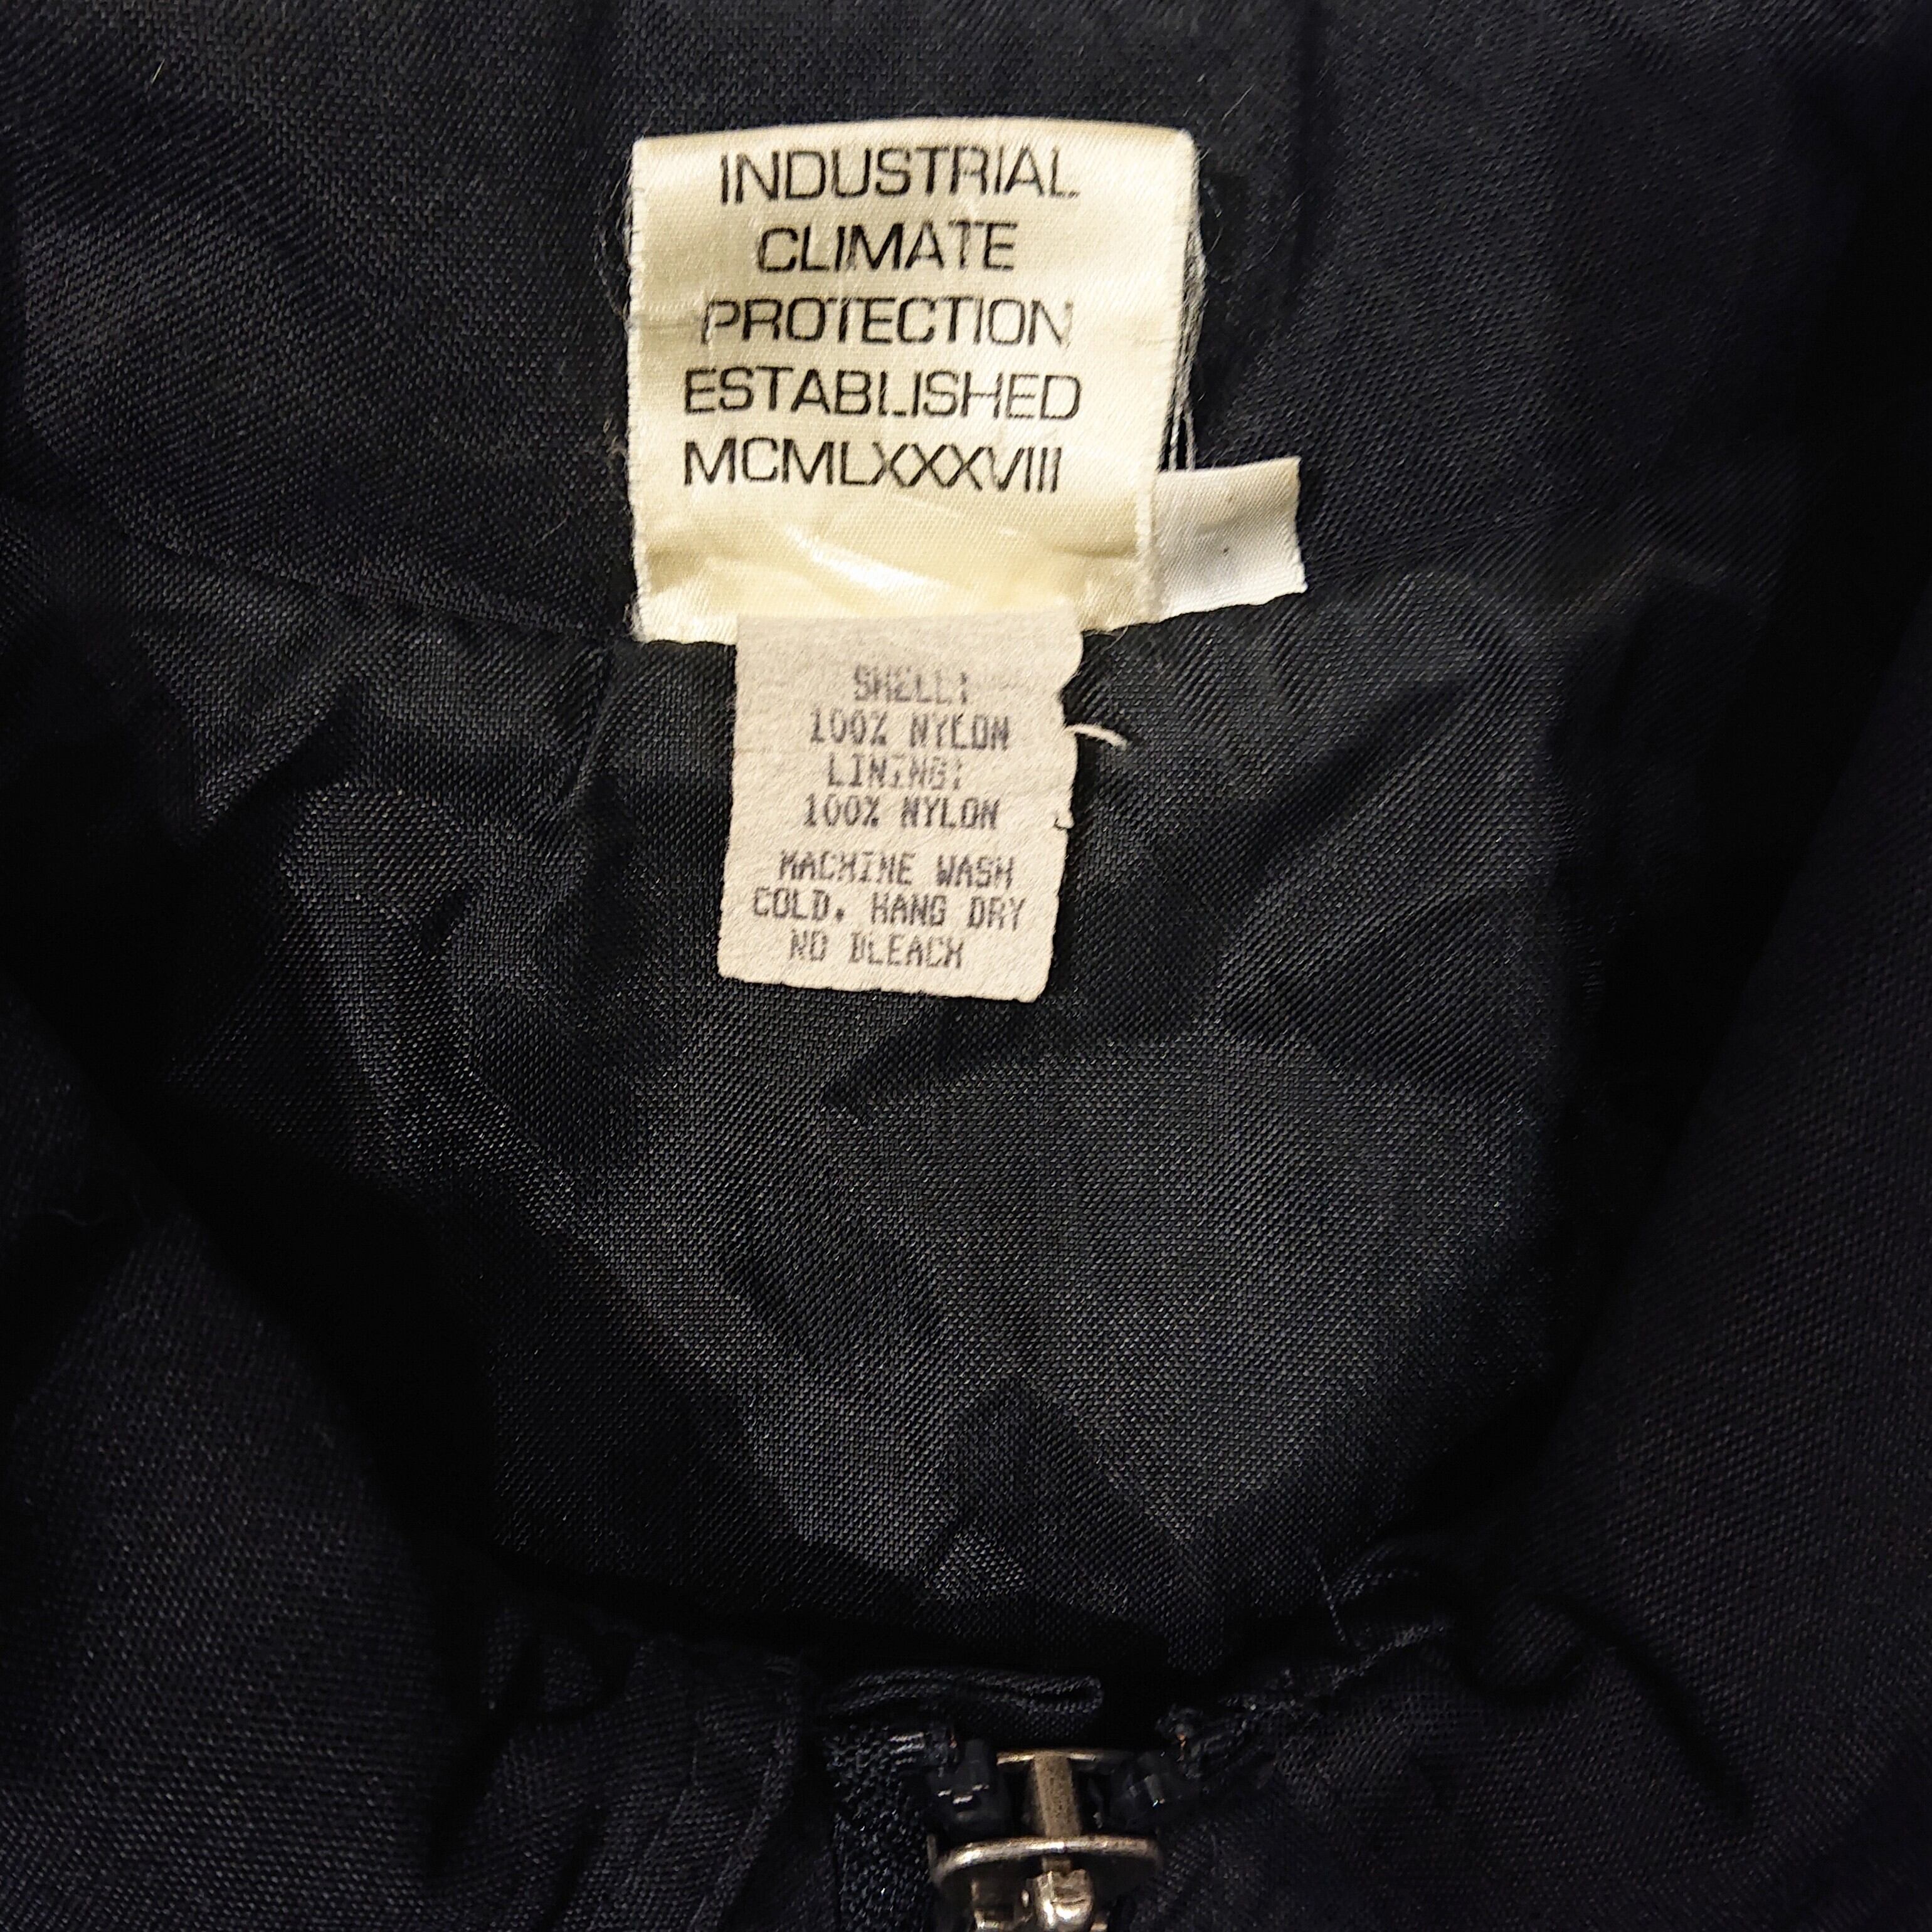 INDUSTRIAL
CLIMATE
PROTECTION
ESTABLISHED
MCMLXXXVIII
SHELL:
100% NYLON
LINING:
100% NYLON
MACHINE WASH
COLD. HANG DRY
NO BLEACH